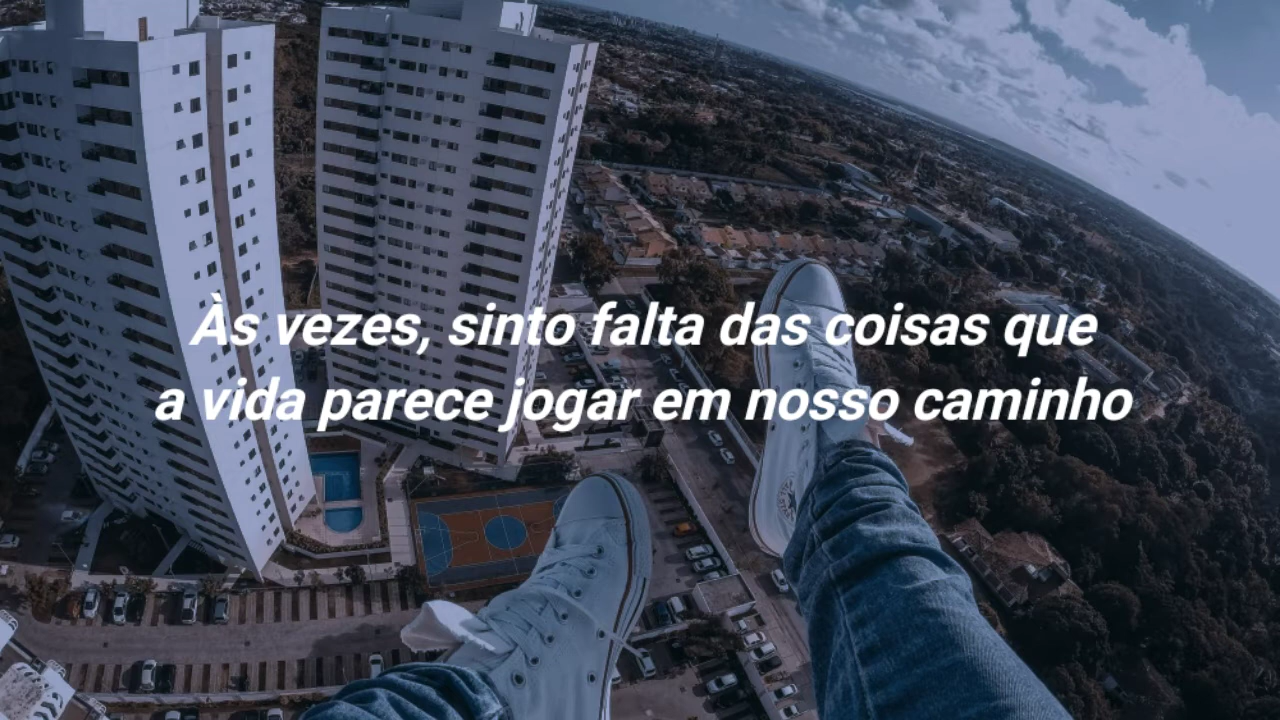 Às vezes, sinto falta das coisas que
a vida parece jogar em nosso caminho